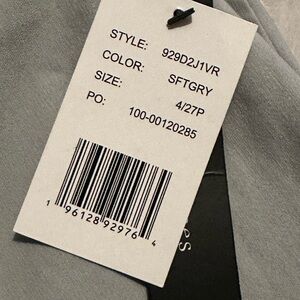 STYLE: 929D2J1VR
COLOR: SFTGRY
SIZE: 4/27P
PO: 100-00120285
1 96128 92976 4